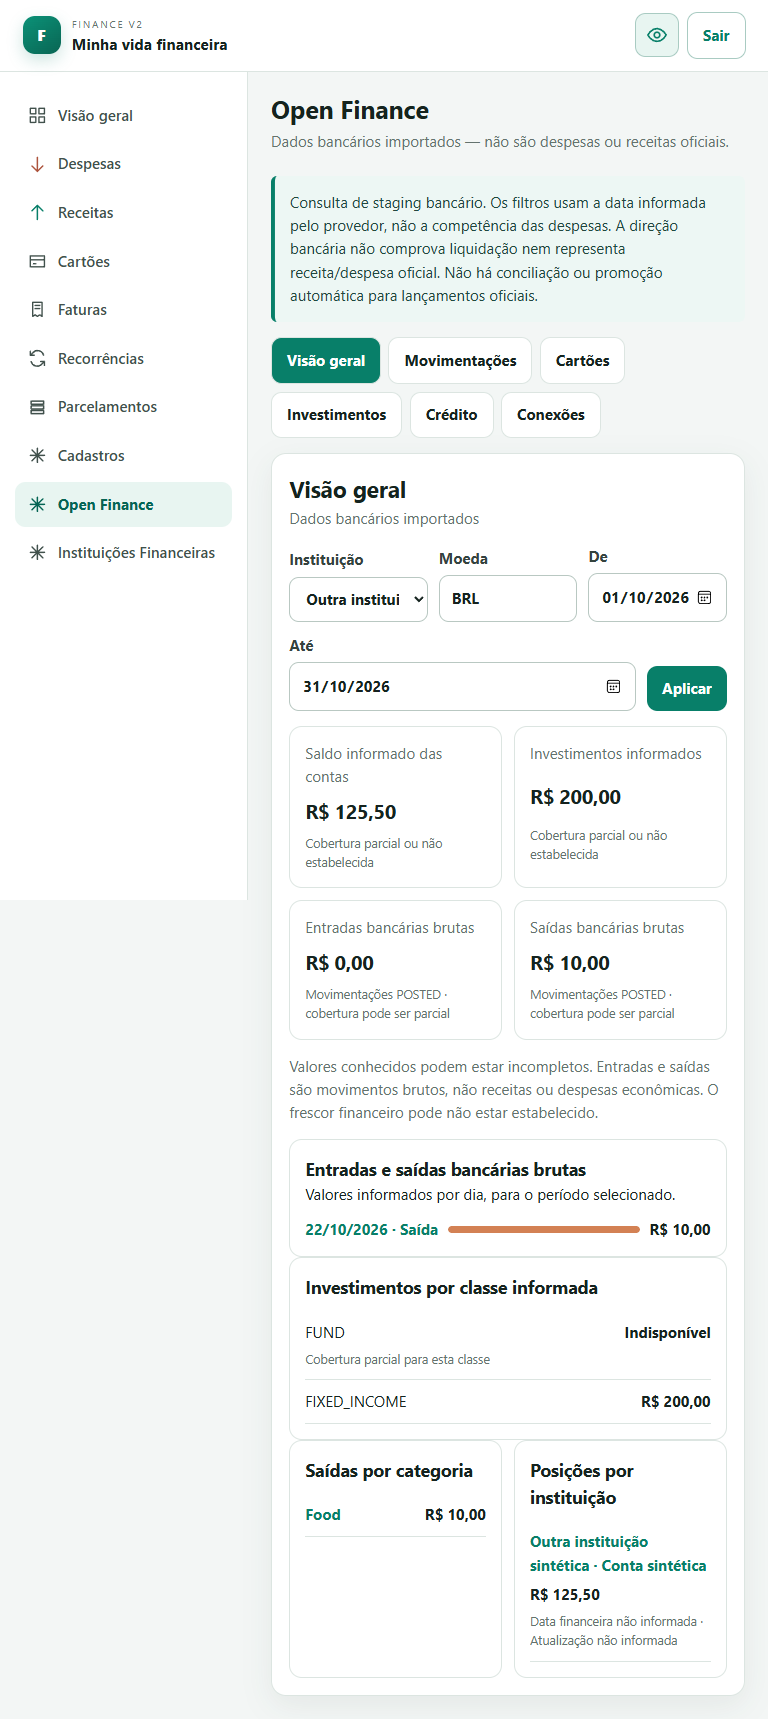 F
FINANCE V2
Minha vida financeira
Sair
Visão geral
Despesas
Receitas
Cartões
Faturas
Recorrências
Parcelamentos
Cadastros
Open Finance
Instituições Financeiras
Open Finance
Dados bancários importados — não são despesas ou receitas oficiais.
Consulta de staging bancário. Os filtros usam a data informada
pelo provedor, não a competência das despesas. A direção
bancária não comprova liquidação nem representa
receita/despesa oficial. Não há conciliação ou promoção
automática para lançamentos oficiais.
Visão geral
Movimentações
Cartões
Investimentos
Crédito
Conexões
Visão geral
Dados bancários importados
Instituição
Moeda
De
Outra institui
BRL
01/10/2026
Até
31/10/2026
Aplicar
Saldo informado das
contas
R$ 125,50
Cobertura parcial ou não
estabelecida
Investimentos informados
R$ 200,00
Cobertura parcial ou não
estabelecida
Entradas bancárias brutas
R$ 0,00
Movimentações POSTED ·
cobertura pode ser parcial
Saídas bancárias brutas
R$ 10,00
Movimentações POSTED ·
cobertura pode ser parcial
Valores conhecidos podem estar incompletos. Entradas e saídas
são movimentos brutos, não receitas ou despesas econômicas. O
frescor financeiro pode não estar estabelecido.
Entradas e saídas bancárias brutas
Valores informados por dia, para o período selecionado.
22/10/2026 · Saída R$ 10,00
Investimentos por classe informada
FUND Indisponível
Cobertura parcial para esta classe
FIXED_INCOME R$ 200,00
Saídas por categoria
Food R$ 10,00
Posições por
instituição
Outra instituição
sintética · Conta sintética
R$ 125,50
Data financeira não informada ·
Atualização não informada